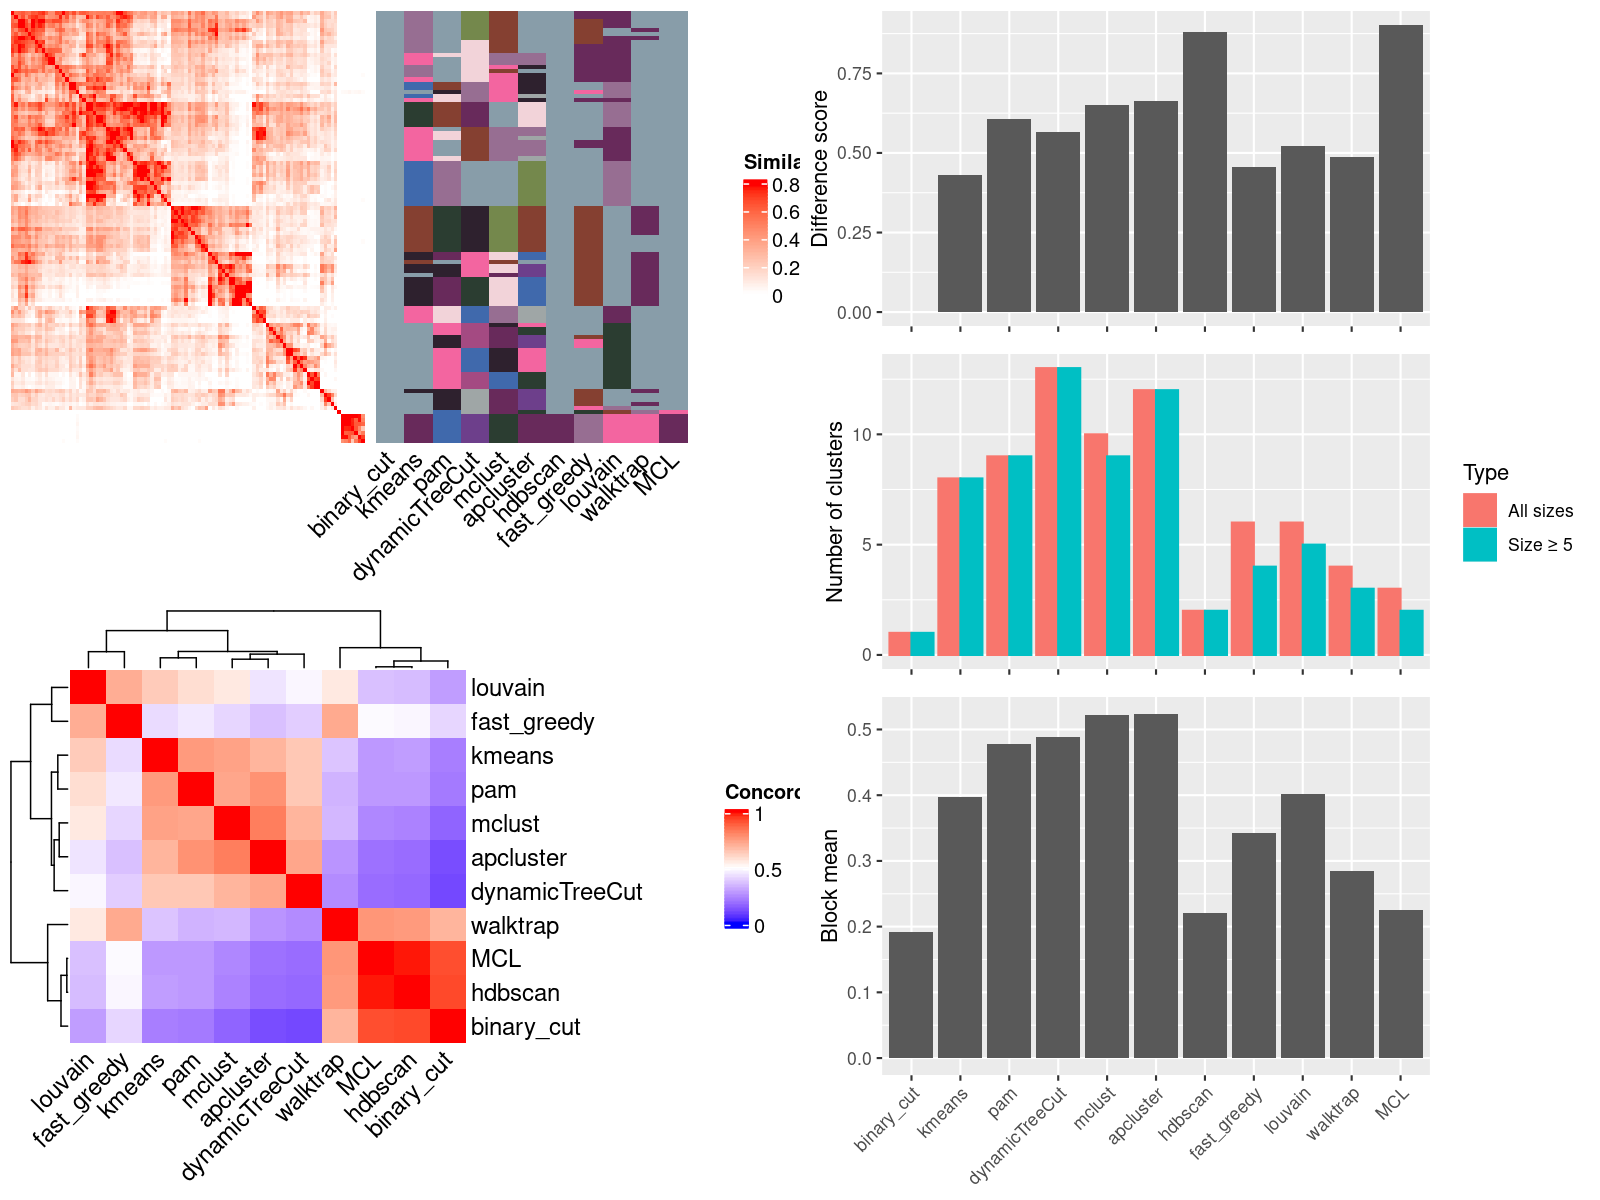 Simila
0.8
0.6
0.4
0.2
0
binary_cut
kmeans
pam
dynamicTreeCut
mclust
apcluster
hdbscan
fast_greedy
louvain
walktrap
MCL
louvain
fast_greedy
kmeans
pam
mclust
apcluster
dynamicTreeCut
walktrap
MCL
hdbscan
binary_cut
louvain
fast_greedy
kmeans
pam
mclust
apcluster
dynamicTreeCut
walktrap
MCL
hdbscan
binary_cut
Concord
1
0.5
0
Difference score
0.75
0.50
0.25
0.00
Number of clusters
10
5
0
Type
All sizes
Size ≥ 5
Block mean
0.5
0.4
0.3
0.2
0.1
0.0
binary_cut
kmeans
pam
dynamicTreeCut
mclust
apcluster
hdbscan
fast_greedy
louvain
walktrap
MCL